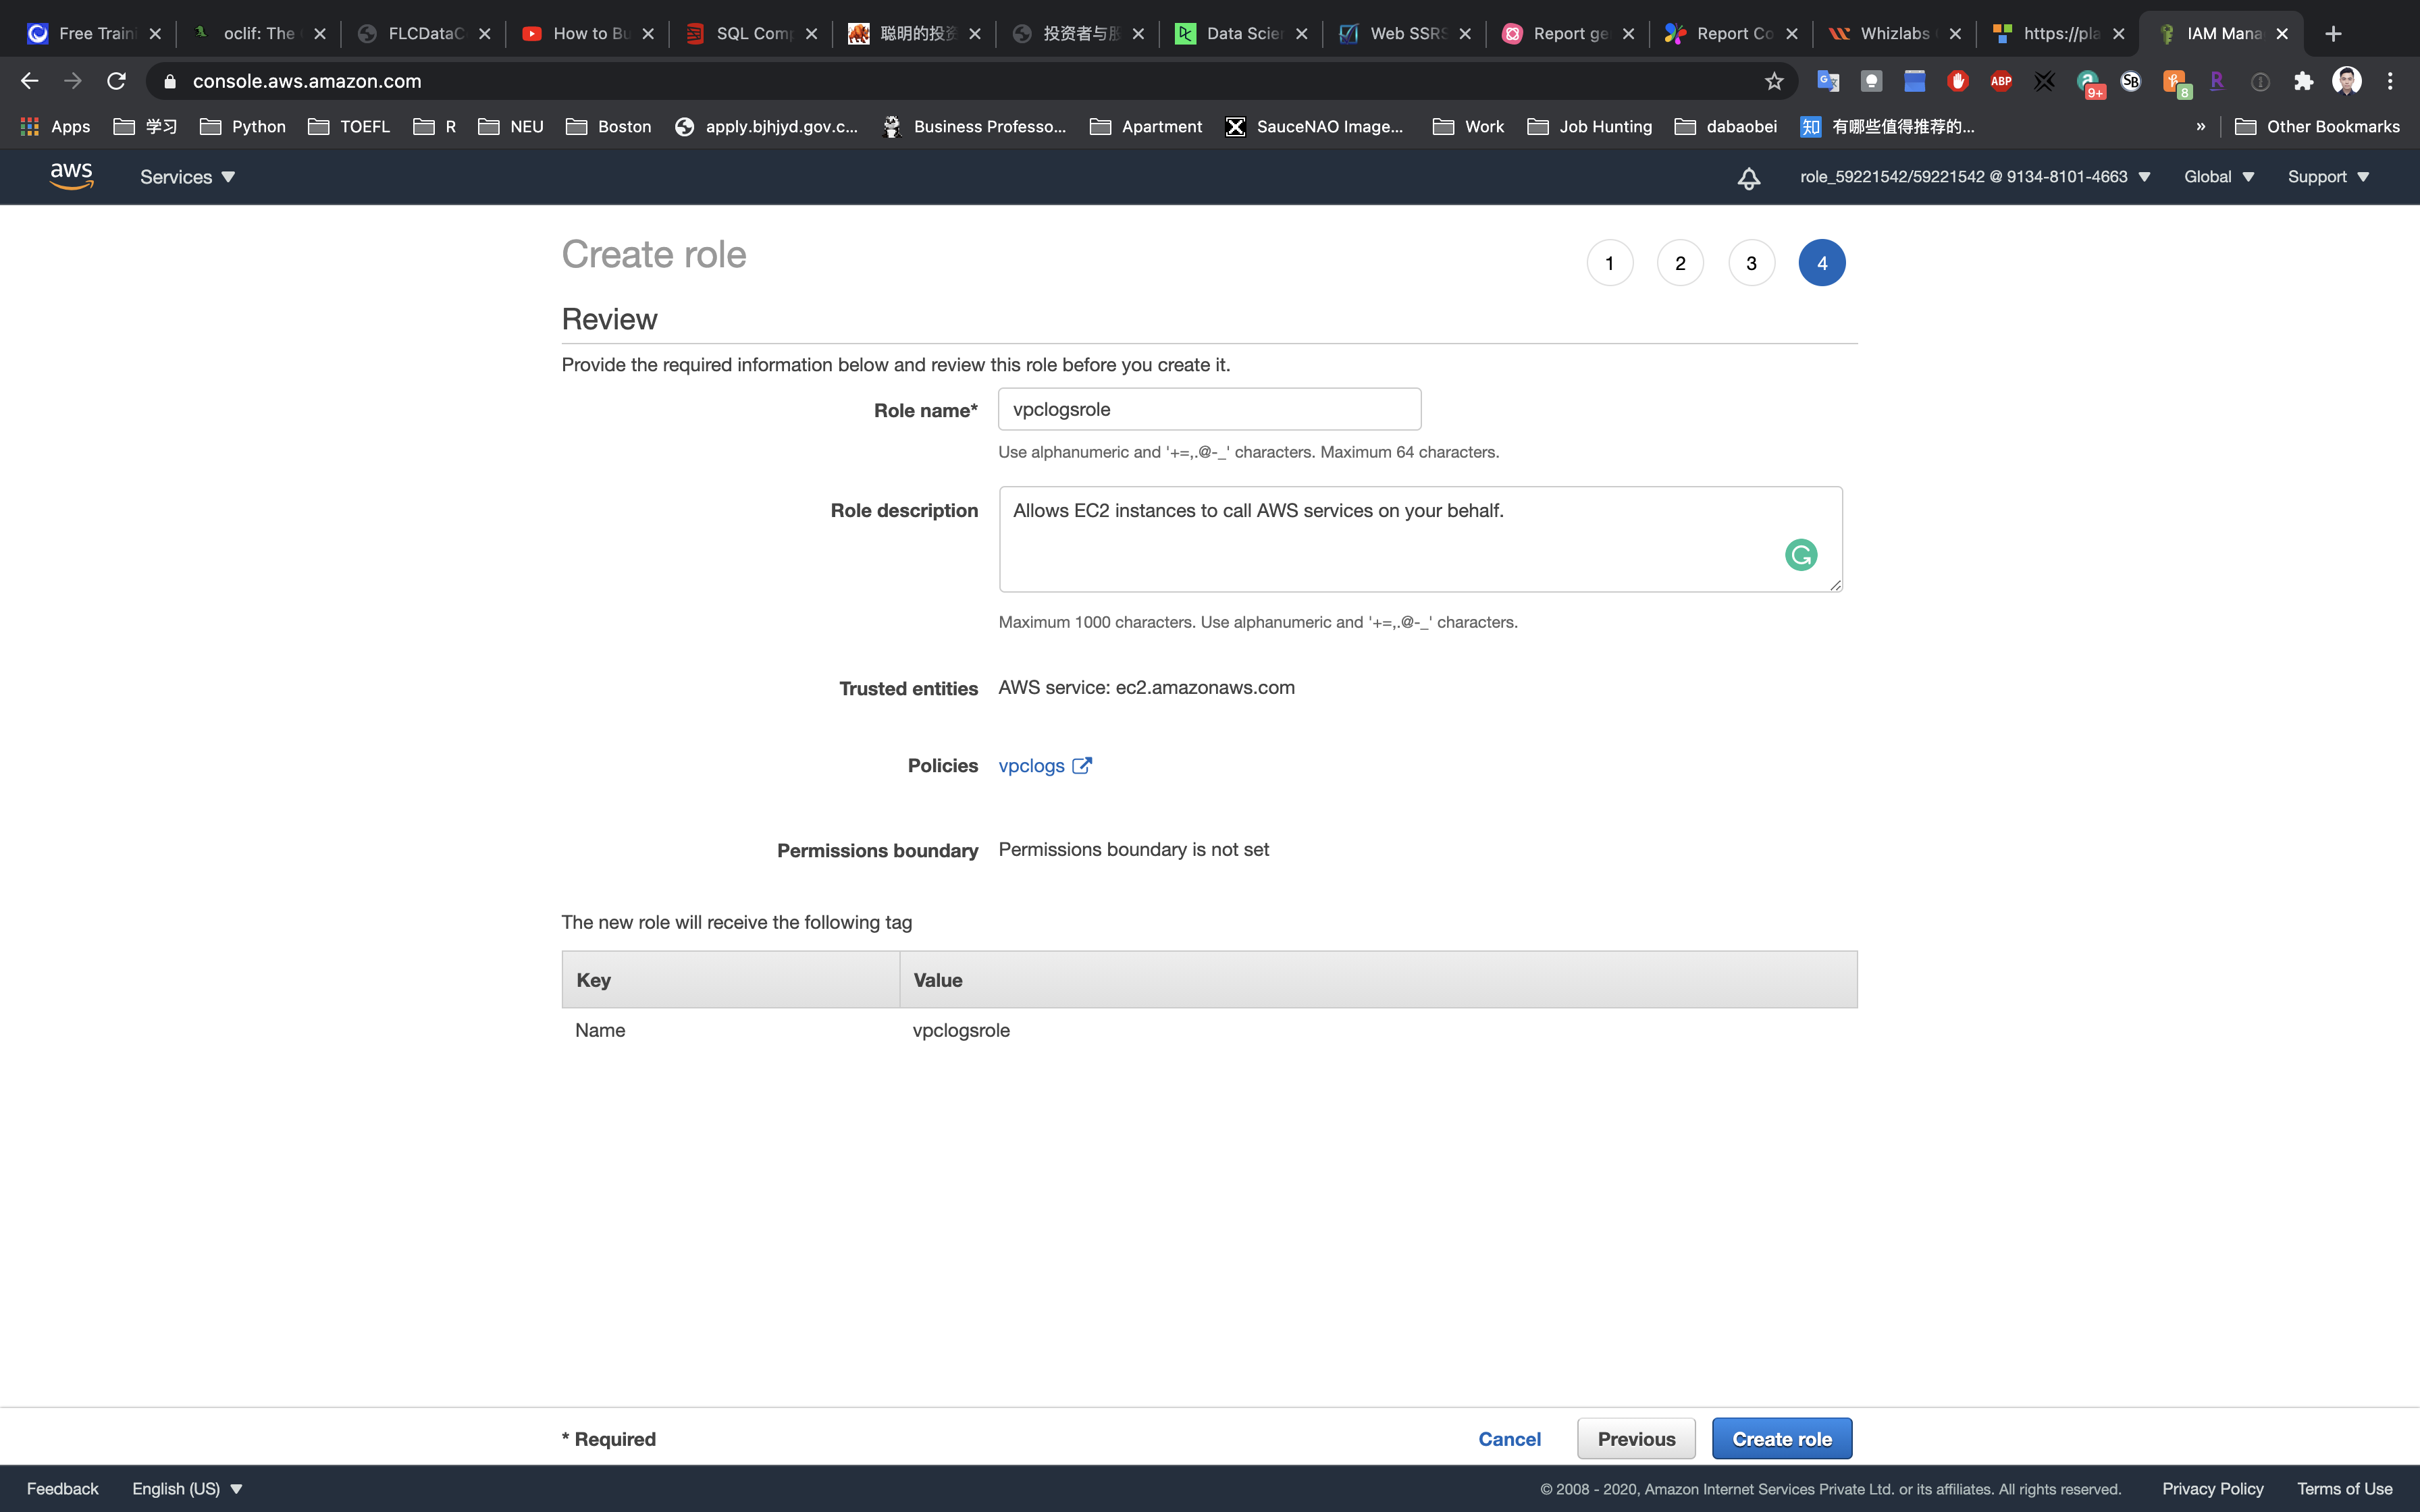 Free Traini
oclif: The
FLCDataC
How to Bu
SQL Comp
聪明的投资
投资者与股
Data Scien
Web SSRS
Report ge
Report Co
Whizlabs
https://pla
IAM Mana
console.aws.amazon.com
ABP
9+
SB
8
R
Apps
学习
Python
TOEFL
R
NEU
Boston
apply.bjhjyd.gov.c...
Business Professo...
Apartment
SauceNAO Image...
Work
Job Hunting
dabaobei
知 有哪些值得推荐的...
»
Other Bookmarks
aws
Services
role_59221542/59221542 @ 9134-8101-4663
Global
Support
Create role
1 2 3 4
Review
Provide the required information below and review this role before you create it.
Role name* vpclogsrole
Use alphanumeric and '+=,.@-_' characters. Maximum 64 characters.
Role description Allows EC2 instances to call AWS services on your behalf.
Maximum 1000 characters. Use alphanumeric and '+=,.@-_' characters.
Trusted entities AWS service: ec2.amazonaws.com
Policies vpclogs
Permissions boundary Permissions boundary is not set
The new role will receive the following tag
Key Value
Name vpclogsrole
* Required
Cancel
Previous
Create role
Feedback
English (US)
© 2008 - 2020, Amazon Internet Services Private Ltd. or its affiliates. All rights reserved.
Privacy Policy
Terms of Use